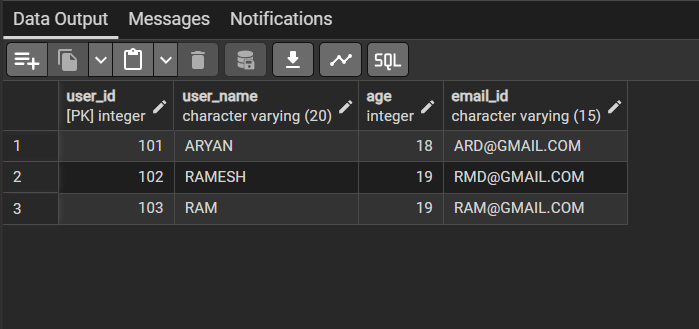 Data Output Messages Notifications
SQL
user_id user_name age email_id
[PK] integer character varying (20) integer character varying (15)
1 101 ARYAN 18 ARD@GMAIL.COM
2 102 RAMESH 19 RMD@GMAIL.COM
3 103 RAM 19 RAM@GMAIL.COM